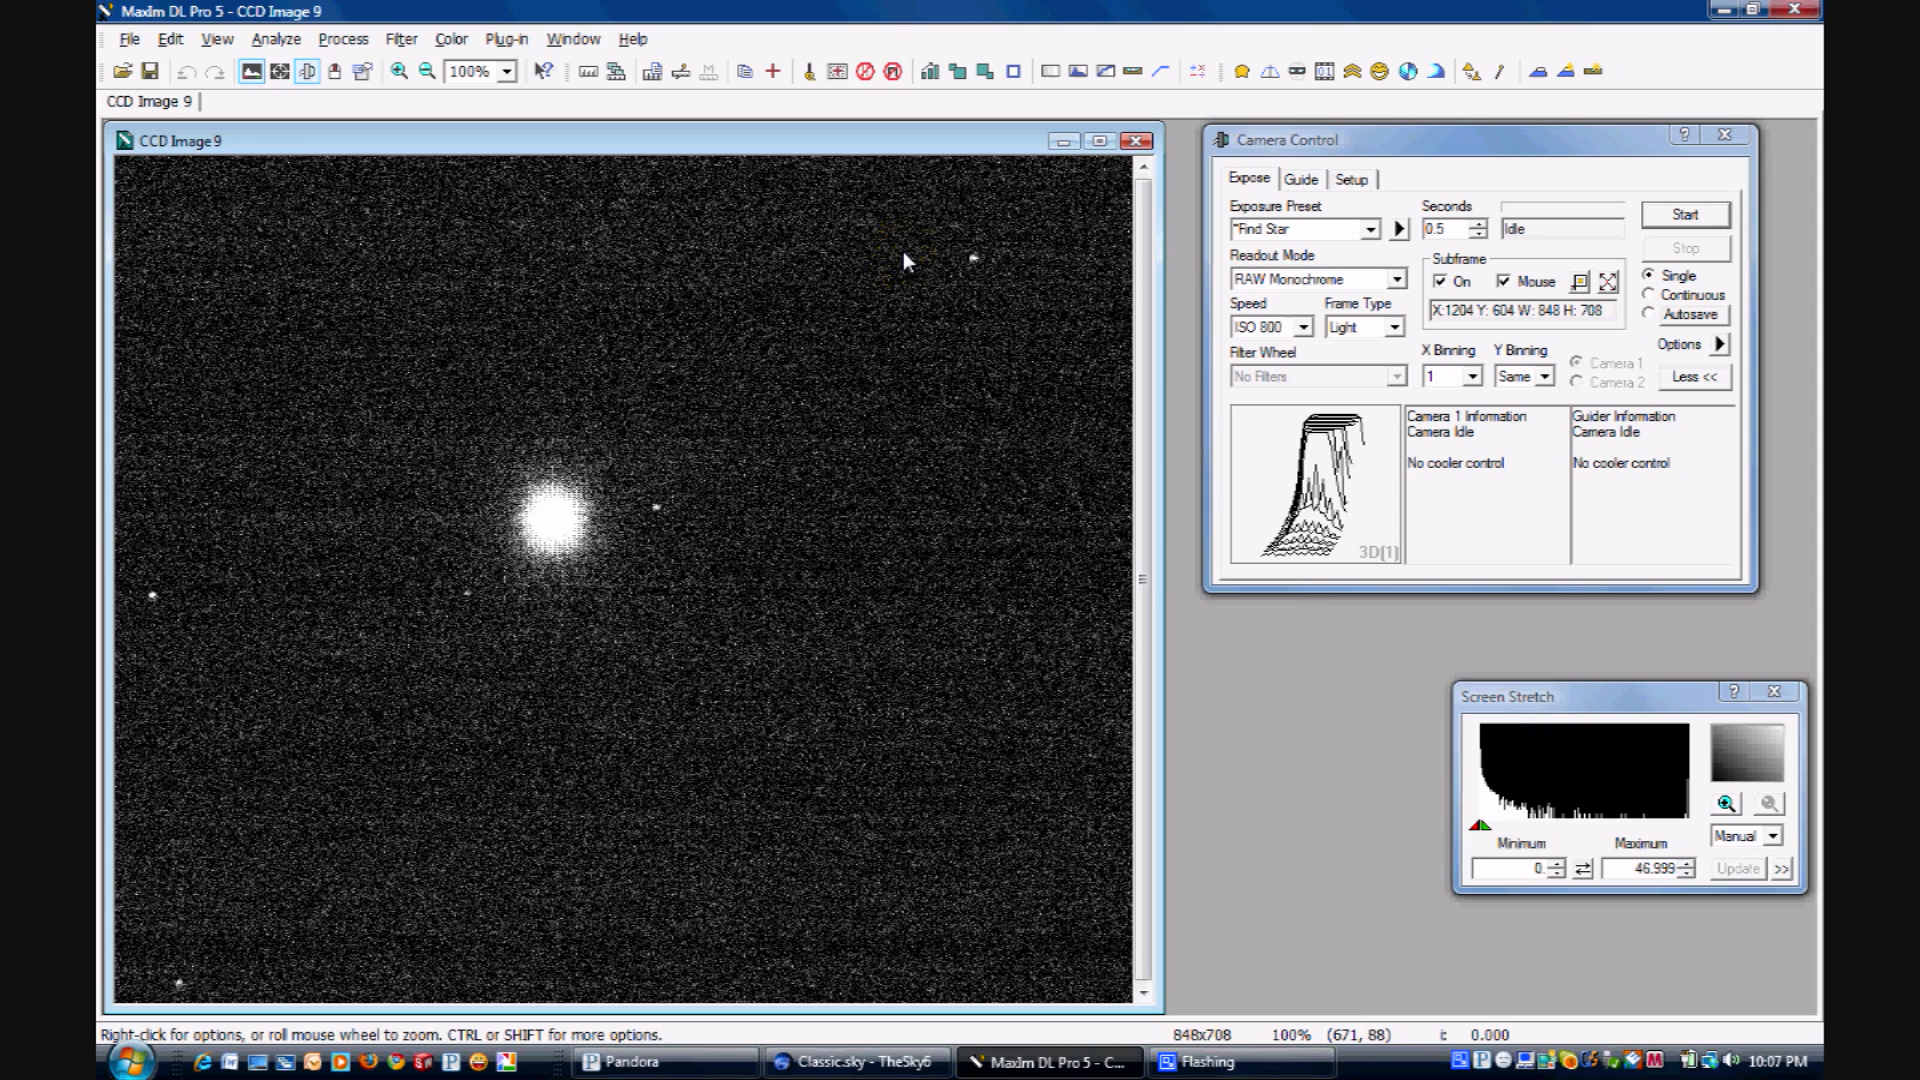 MaxIm DL Pro 5 - CCD Image 9
File Edit View Analyze Process Filter Color Plug-in Window Help
100%
CCD Image 9
CCD Image 9
Camera Control
Expose Guide Setup
Exposure Preset Seconds
*Find Star 0.5 Idle Start
Readout Mode Subframe Stop
RAW Monochrome On Mouse Single
Speed Frame Type Continuous
X:1204 Y: 604 W: 848 H: 708 Autosave
ISO 800 Light
Filter Wheel X Binning Y Binning Options
No Filters 1 Same Camera 1
Camera 2 Less <<
Camera 1 Information Guider Information
Camera Idle Camera Idle
No cooler control No cooler control
3D[1]
Screen Stretch
Manual
Minimum Maximum
0. 46.999 Update >>
Right-click for options, or roll mouse wheel to zoom. CTRL or SHIFT for more options. 848x708 100% (671, 88) i: 0.000
Pandora Classic.sky - TheSky6 MaxIm DL Pro 5 - C... Flashing 10:07 PM